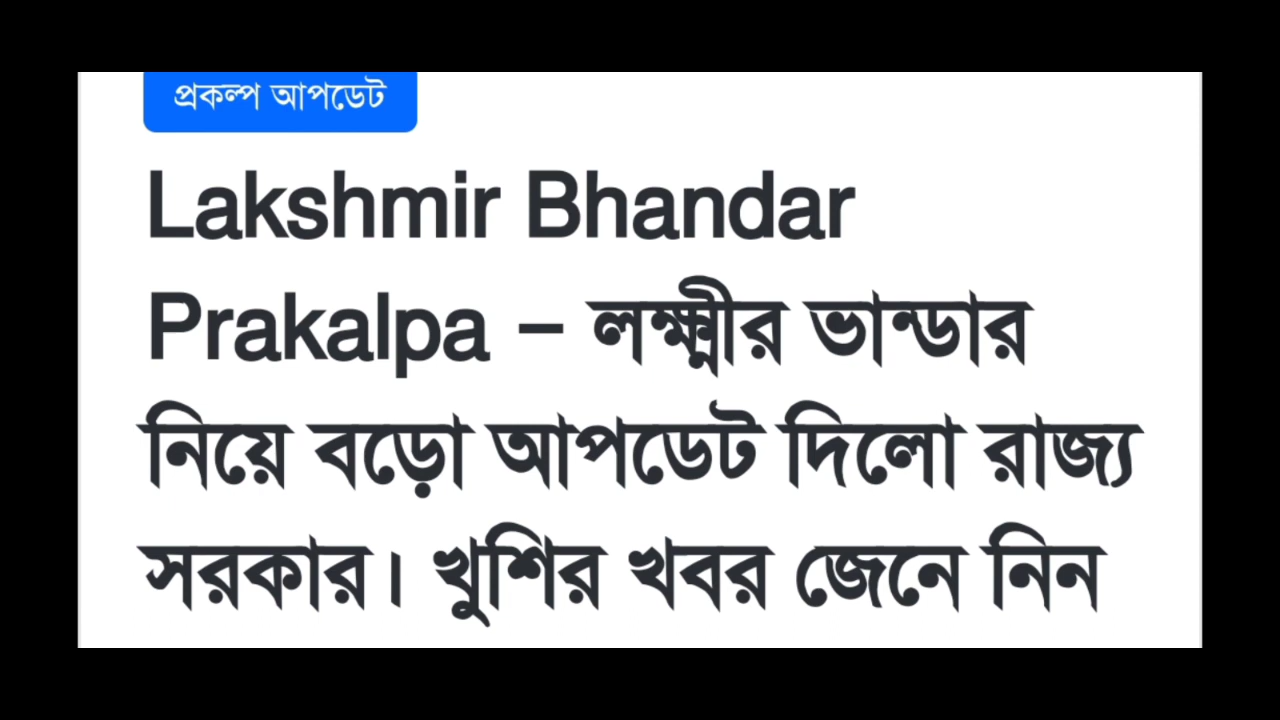 প্রকল্প আপডেট
Lakshmir Bhandar
Prakalpa – লক্ষ্মীর ভান্ডার
নিয়ে বড়ো আপডেট দিলো রাজ্য
সরকার। খুশির খবর জেনে নিন